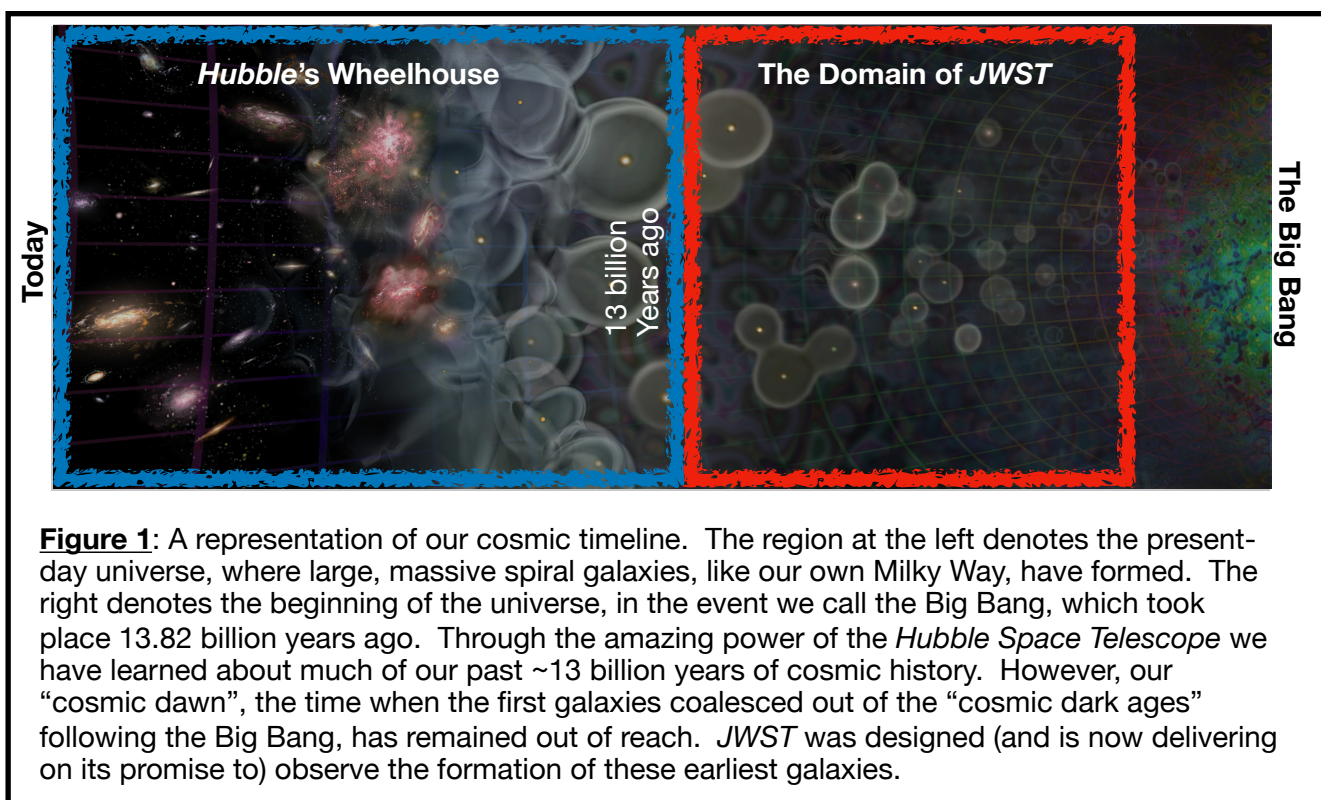 Hubble's Wheelhouse
The Domain of JWST
Today
13 billion
Years ago
The Big Bang
Figure 1: A representation of our cosmic timeline. The region at the left denotes the present-
day universe, where large, massive spiral galaxies, like our own Milky Way, have formed. The
right denotes the beginning of the universe, in the event we call the Big Bang, which took
place 13.82 billion years ago. Through the amazing power of the Hubble Space Telescope we
have learned about much of our past ~13 billion years of cosmic history. However, our
“cosmic dawn”, the time when the first galaxies coalesced out of the “cosmic dark ages”
following the Big Bang, has remained out of reach. JWST was designed (and is now delivering
on its promise to) observe the formation of these earliest galaxies.